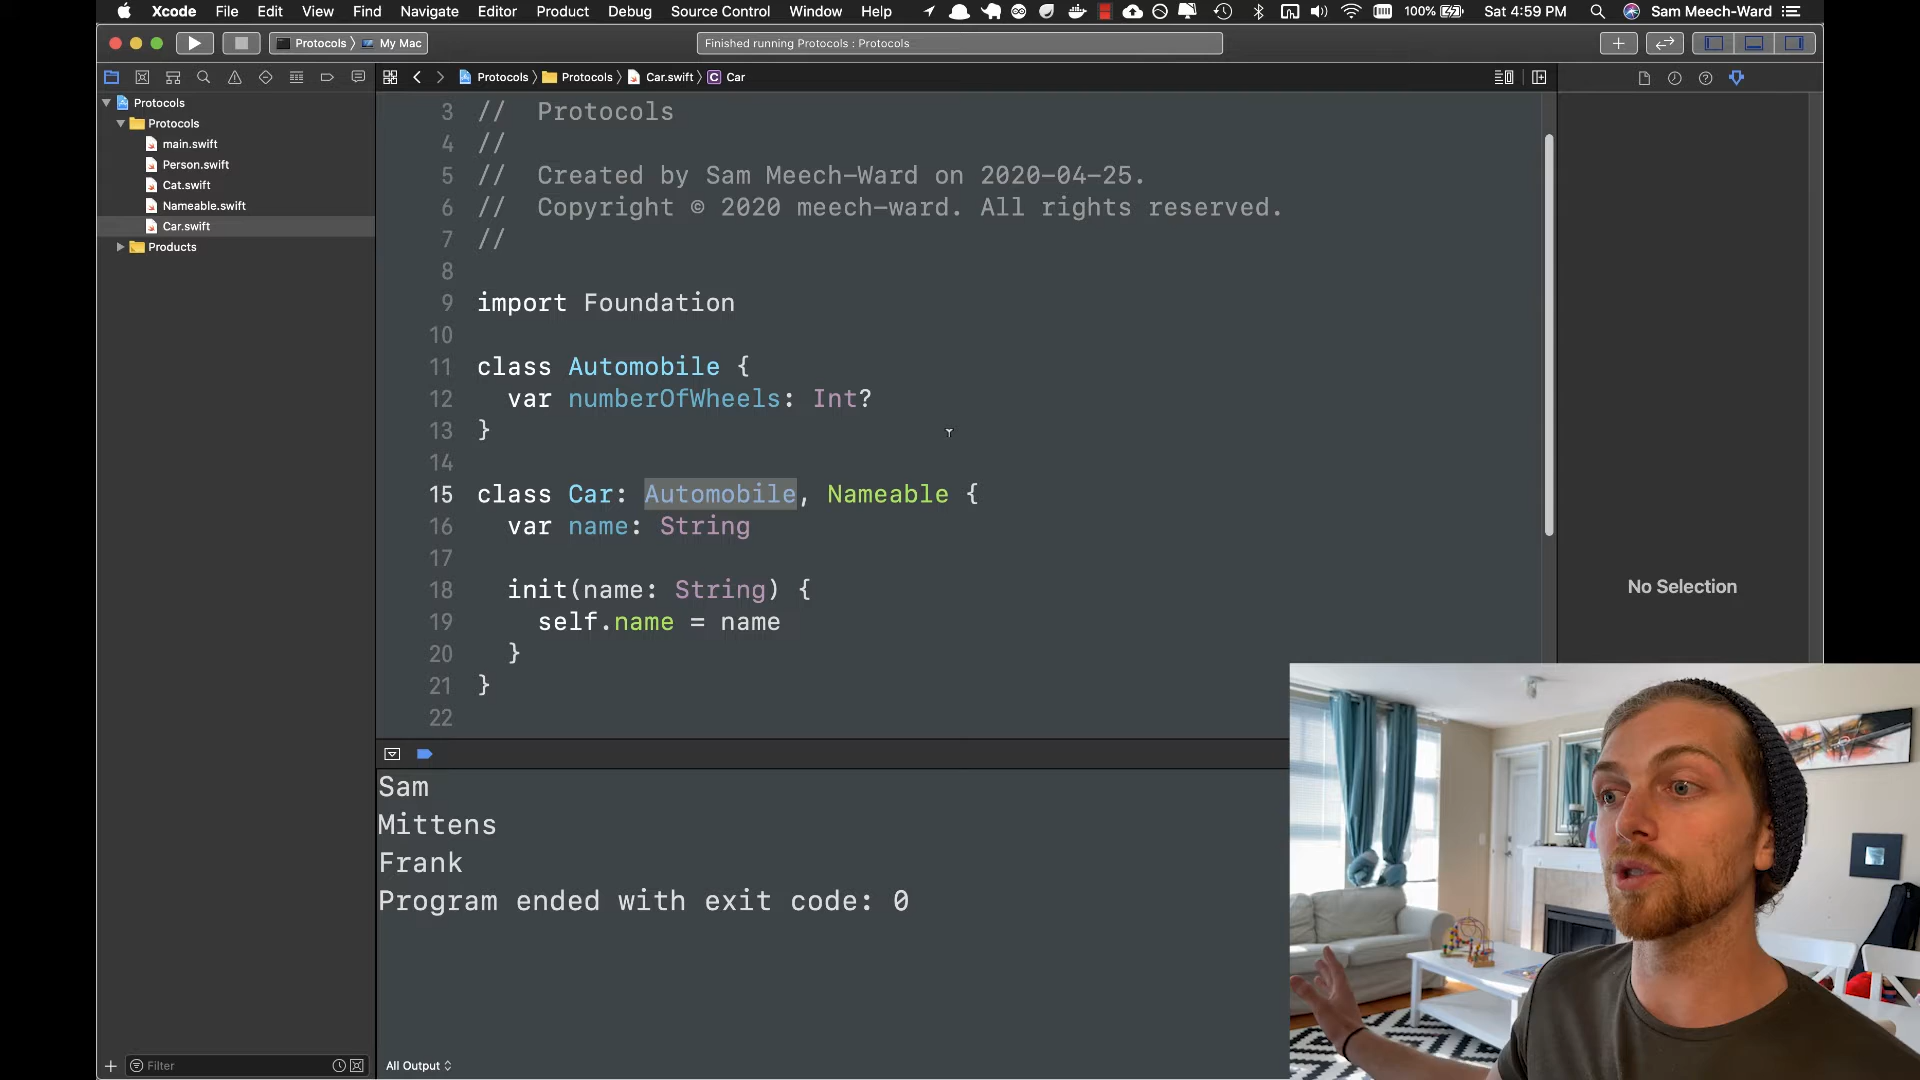 Xcode File Edit View Find Navigate Editor Product Debug Source Control Window Help 100% Sat 4:59 PM Sam Meech-Ward
Protocols My Mac
Finished running Protocols : Protocols
Protocols Protocols Car.swift C Car
Protocols
Protocols
main.swift
Person.swift
Cat.swift
Nameable.swift
Car.swift
Products
3 // Protocols
4 //
5 // Created by Sam Meech-Ward on 2020-04-25.
6 // Copyright © 2020 meech-ward. All rights reserved.
7 //
8
9 import Foundation
10
11 class Automobile {
12 var numberOfWheels: Int?
13 }
14
15 class Car: Automobile, Nameable {
16 var name: String
17
18 init(name: String) {
19 self.name = name
20 }
21 }
22
No Selection
Sam
Mittens
Frank
Program ended with exit code: 0
Filter
All Output